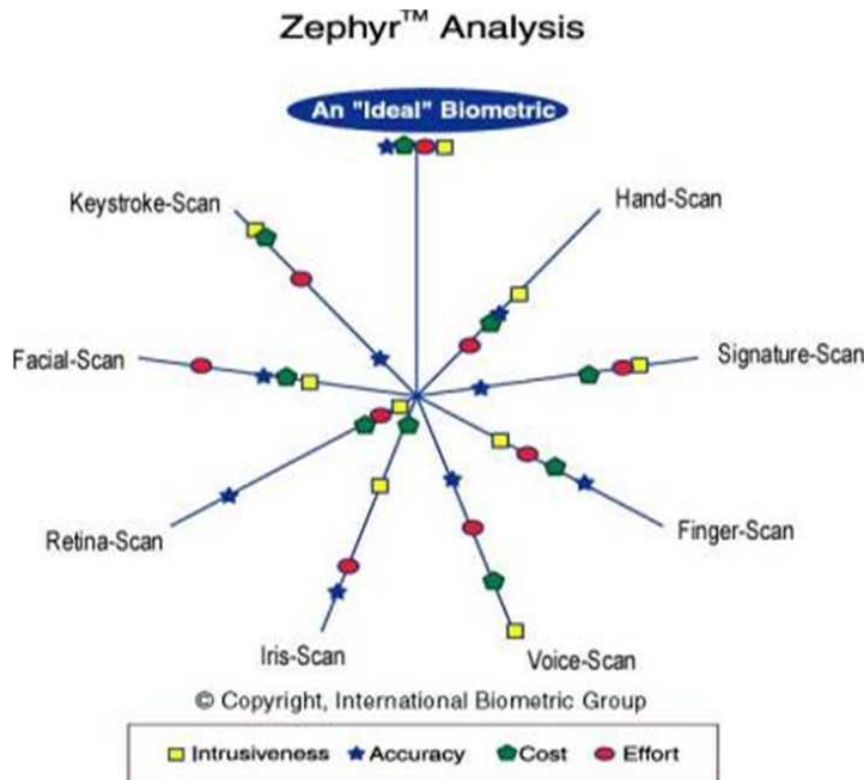 Zephyr™ Analysis
An "Ideal" Biometric
Keystroke-Scan
Hand-Scan
Facial-Scan
Signature-Scan
Retina-Scan
Finger-Scan
Iris-Scan
Voice-Scan
© Copyright, International Biometric Group
Intrusiveness Accuracy Cost Effort